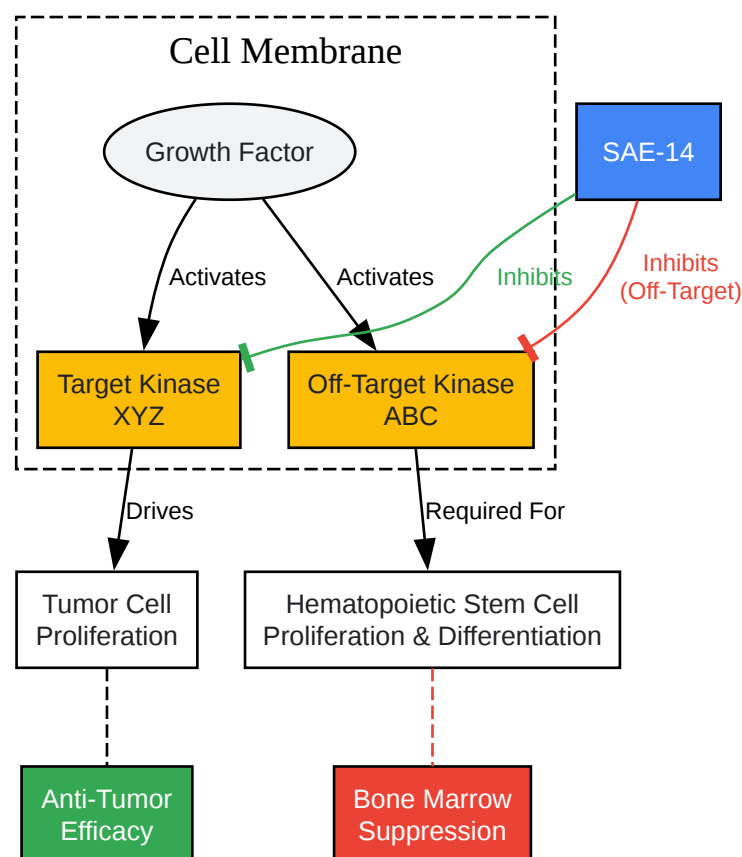 Cell Membrane
Growth Factor
SAE-14
Activates
Activates
Inhibits
Inhibits
(Off-Target)
Target Kinase
XYZ
Off-Target Kinase
ABC
Drives
Required For
Tumor Cell
Proliferation
Hematopoietic Stem Cell
Proliferation & Differentiation
Anti-Tumor
Efficacy
Bone Marrow
Suppression